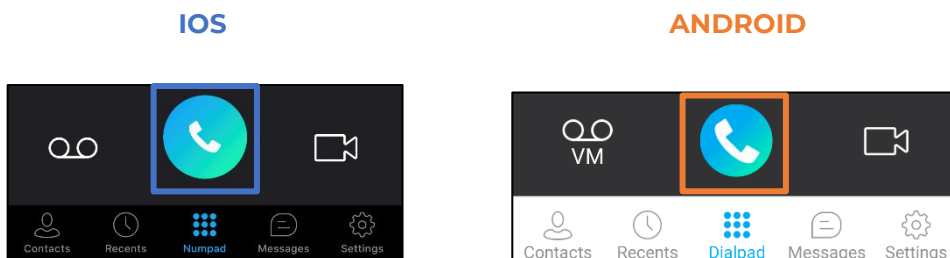 IOS
ANDROID
VM
Contacts Recents Numpad Messages Settings
Contacts Recents Dialpad Messages Settings